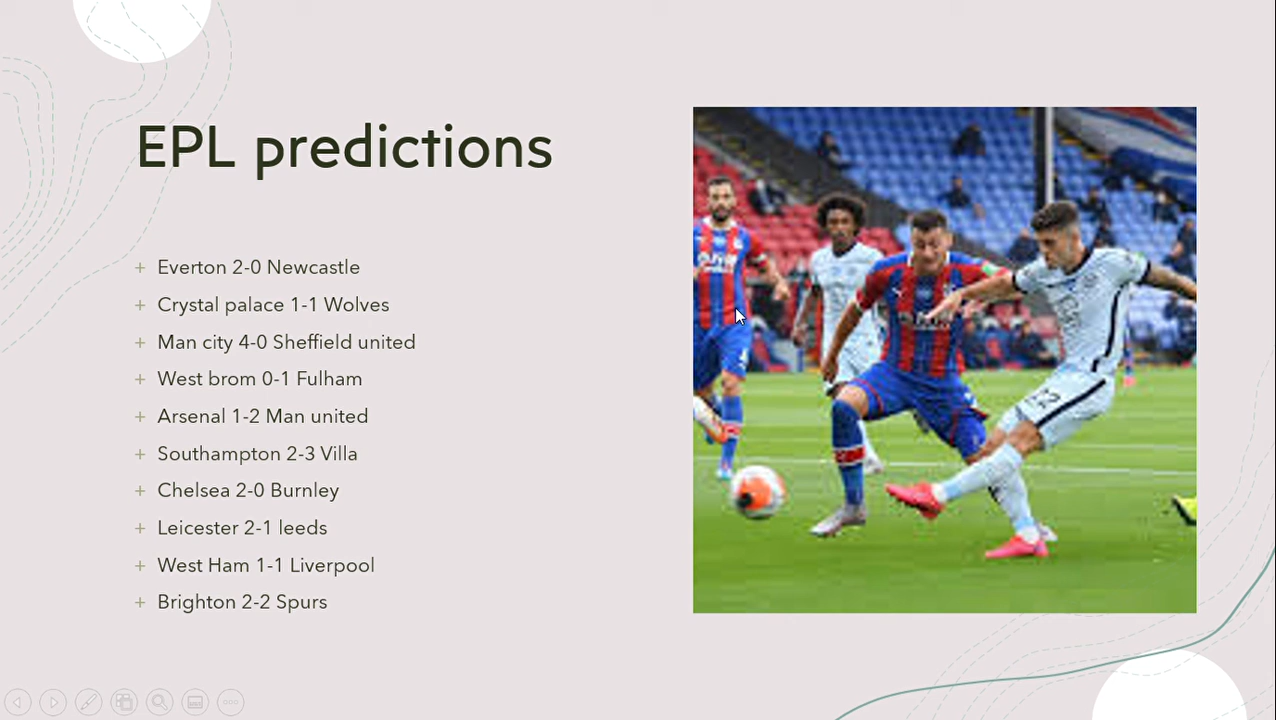 EPL predictions
+ Everton 2-0 Newcastle
+ Crystal palace 1-1 Wolves
+ Man city 4-0 Sheffield united
+ West brom 0-1 Fulham
+ Arsenal 1-2 Man united
+ Southampton 2-3 Villa
+ Chelsea 2-0 Burnley
+ Leicester 2-1 leeds
+ West Ham 1-1 Liverpool
+ Brighton 2-2 Spurs